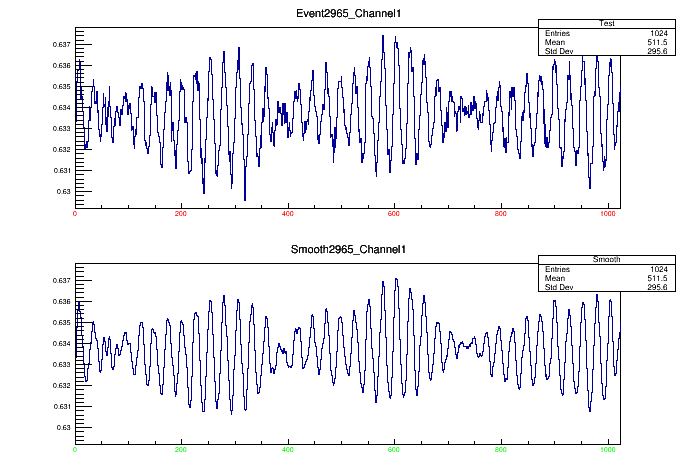 Event2965_Channel1
Test
Entries 1024
Mean 511.5
Std Dev 295.6
0.637
0.636
0.635
0.634
0.633
0.632
0.631
0.63
0 200 400 600 800 1000
Smooth2965_Channel1
Smooth
Entries 1024
Mean 511.5
Std Dev 295.6
0.637
0.636
0.635
0.634
0.633
0.632
0.631
0.63
0 200 400 600 800 1000